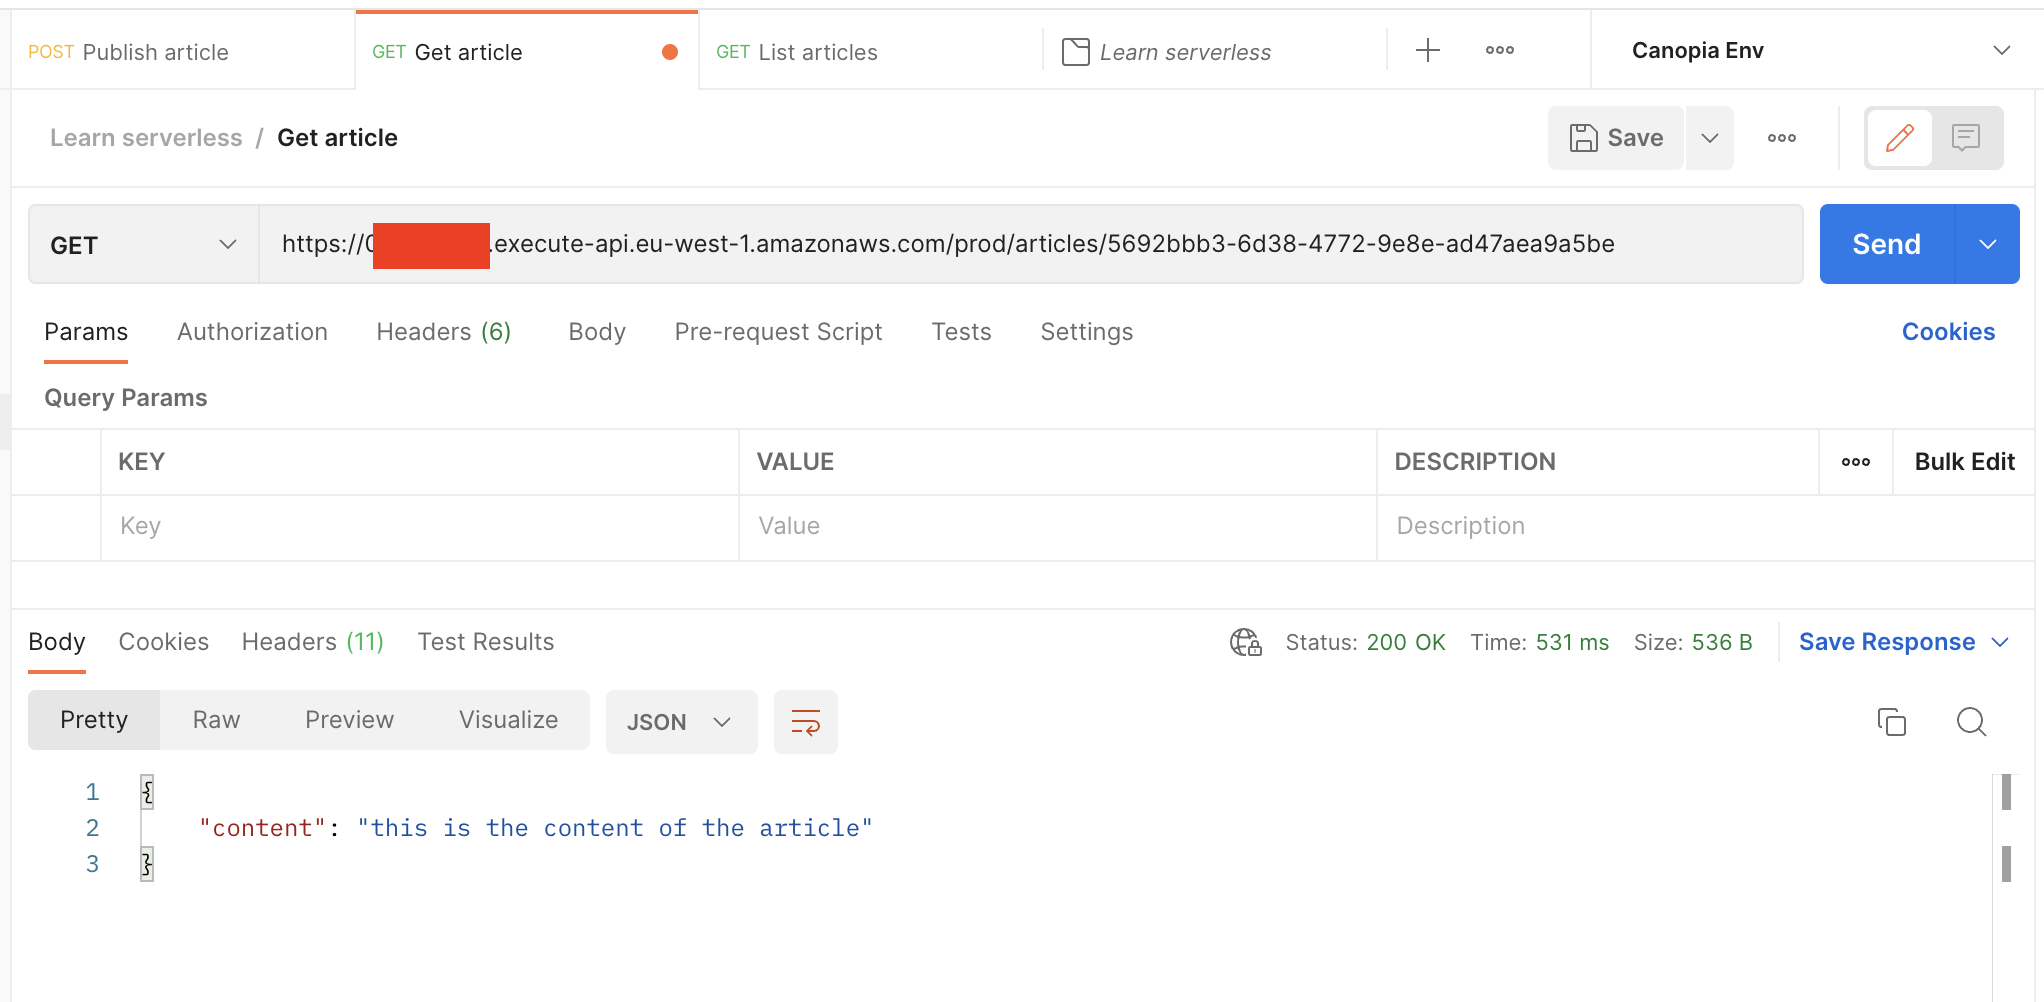 POST Publish article GET Get article GET List articles Learn serverless Canopia Env
Learn serverless / Get article Save
GET https://0 .execute-api.eu-west-1.amazonaws.com/prod/articles/5692bbb3-6d38-4772-9e8e-ad47aea9a5be Send
Params Authorization Headers (6) Body Pre-request Script Tests Settings Cookies
Query Params
KEY VALUE DESCRIPTION Bulk Edit
Key Value Description
Body Cookies Headers (11) Test Results Status: 200 OK Time: 531 ms Size: 536 B Save Response
Pretty Raw Preview Visualize JSON
1 {
2 "content": "this is the content of the article"
3 }